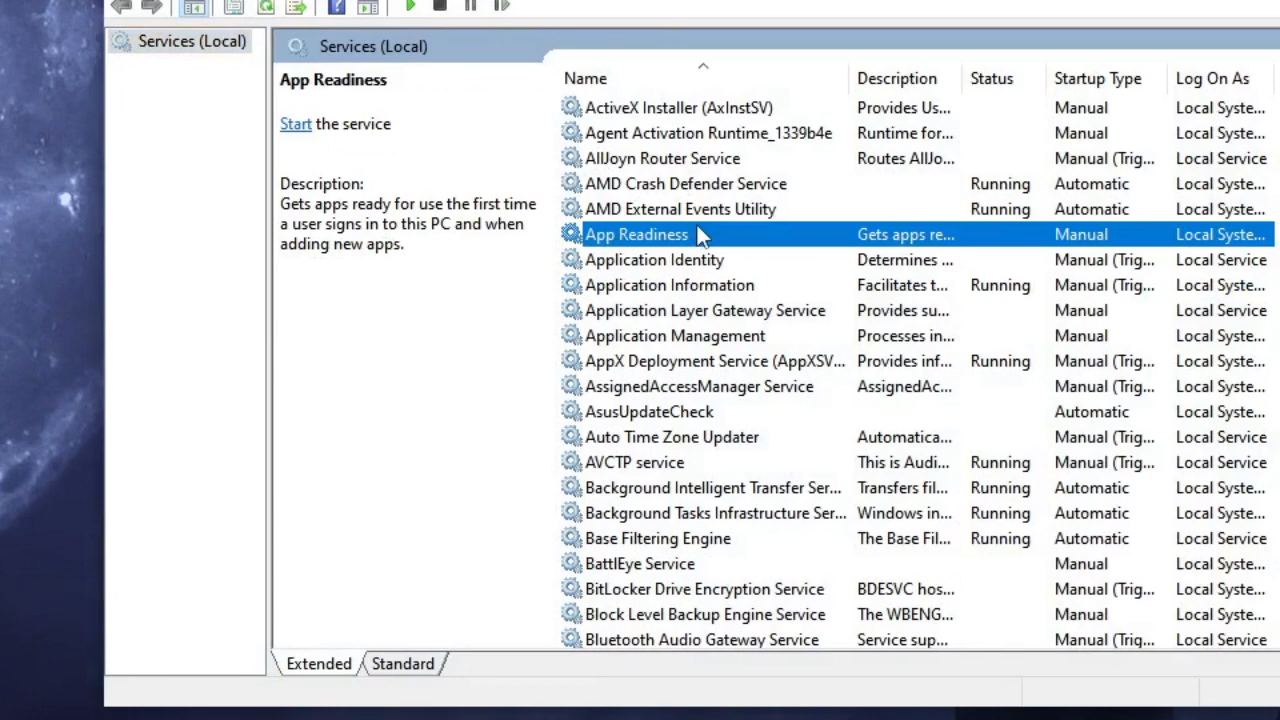 Services (Local)
Services (Local)
App Readiness
Start the service
Description:
Gets apps ready for use the first time
a user signs in to this PC and when
adding new apps.
Name Description Status Startup Type Log On As
ActiveX Installer (AxInstSV) Provides Us... Manual Local Syste...
Agent Activation Runtime_1339b4e Runtime for... Manual Local Syste...
AllJoyn Router Service Routes AllJo... Manual (Trig... Local Service
AMD Crash Defender Service Running Automatic Local Syste...
AMD External Events Utility Running Automatic Local Syste...
App Readiness Gets apps re... Manual Local Syste...
Application Identity Determines ... Manual (Trig... Local Service
Application Information Facilitates t... Running Manual (Trig... Local Syste...
Application Layer Gateway Service Provides su... Manual Local Service
Application Management Processes in... Manual Local Syste...
AppX Deployment Service (AppXSV... Provides inf... Running Manual (Trig... Local Syste...
AssignedAccessManager Service AssignedAc... Manual (Trig... Local Syste...
AsusUpdateCheck Automatic Local Syste...
Auto Time Zone Updater Automatica... Manual (Trig... Local Service
AVCTP service This is Audi... Running Manual (Trig... Local Service
Background Intelligent Transfer Ser... Transfers fil... Running Automatic Local Syste...
Background Tasks Infrastructure Ser... Windows in... Running Automatic Local Syste...
Base Filtering Engine The Base Fil... Running Automatic Local Service
BattlEye Service Manual Local Syste...
BitLocker Drive Encryption Service BDESVC hos... Manual (Trig... Local Syste...
Block Level Backup Engine Service The WBENG... Manual Local Syste...
Bluetooth Audio Gateway Service Service sup... Manual (Trig... Local Service
Extended Standard